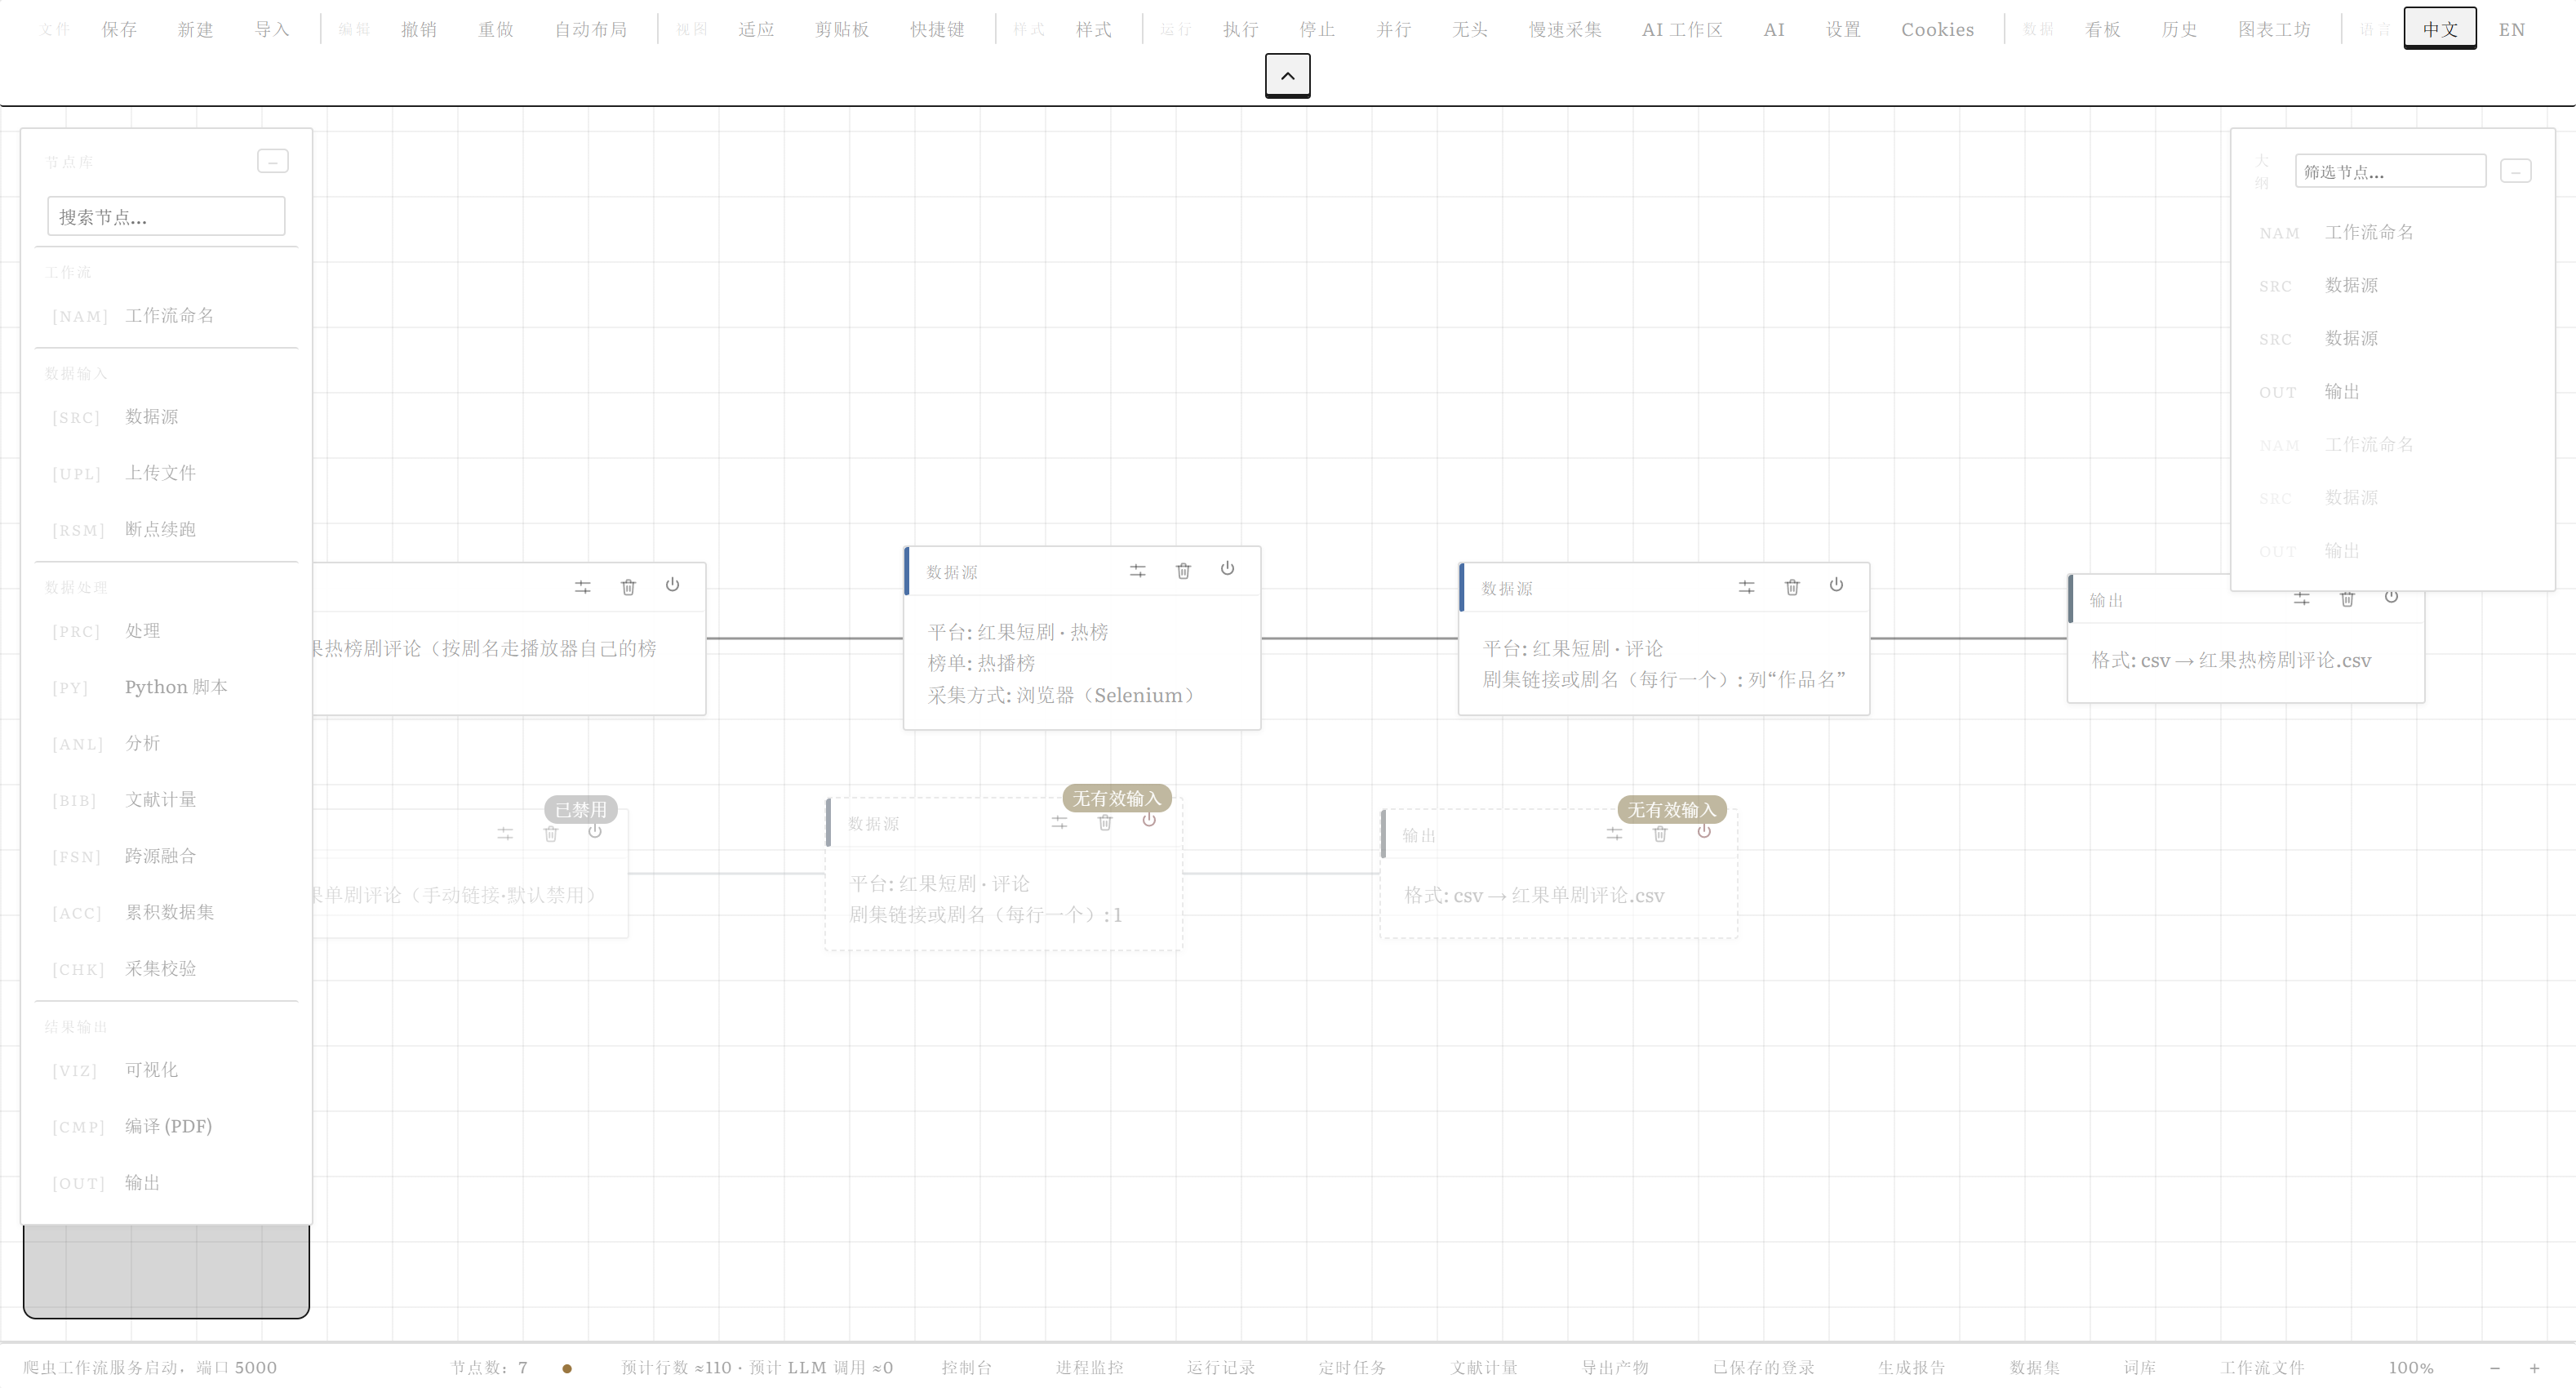 文件 保存 新建 导入 编辑 撤销 重做 自动布局 视图 适应 剪贴板 快捷键 样式 样式 运行 执行 停止 并行 无头 慢速采集 AI 工作区 AI 设置 Cookies 数据 看板 历史 图表工坊 语言 中文 EN
节点库
搜索节点...
工作流
[NAM] 工作流命名
数据输入
[SRC] 数据源
[UPL] 上传文件
[RSM] 断点续跑
数据处理
[PRC] 处理
[PY] Python 脚本
[ANL] 分析
[BIB] 文献计量
[FSN] 跨源融合
[ACC] 累积数据集
[CHK] 采集校验
结果输出
[VIZ] 可视化
[CMP] 编译 (PDF)
[OUT] 输出
果热榜剧评论（按剧名走播放器自己的榜
数据源
平台: 红果短剧 · 热榜
榜单: 热播榜
采集方式: 浏览器（Selenium）
数据源
平台: 红果短剧 · 评论
剧集链接或剧名（每行一个）: 列“作品名”
输出
格式: csv → 红果热榜剧评论.csv
已禁用
果单剧评论（手动链接·默认禁用）
无有效输入
数据源
平台: 红果短剧 · 评论
剧集链接或剧名（每行一个）: 1
无有效输入
输出
格式: csv → 红果单剧评论.csv
大纲
筛选节点...
NAM 工作流命名
SRC 数据源
SRC 数据源
OUT 输出
NAM 工作流命名
SRC 数据源
OUT 输出
爬虫工作流服务启动，端口 5000 节点数: 7 预计行数 ≈110 · 预计 LLM 调用 ≈0 控制台 进程监控 运行记录 定时任务 文献计量 导出产物 已保存的登录 生成报告 数据集 词库 工作流文件 100% − +